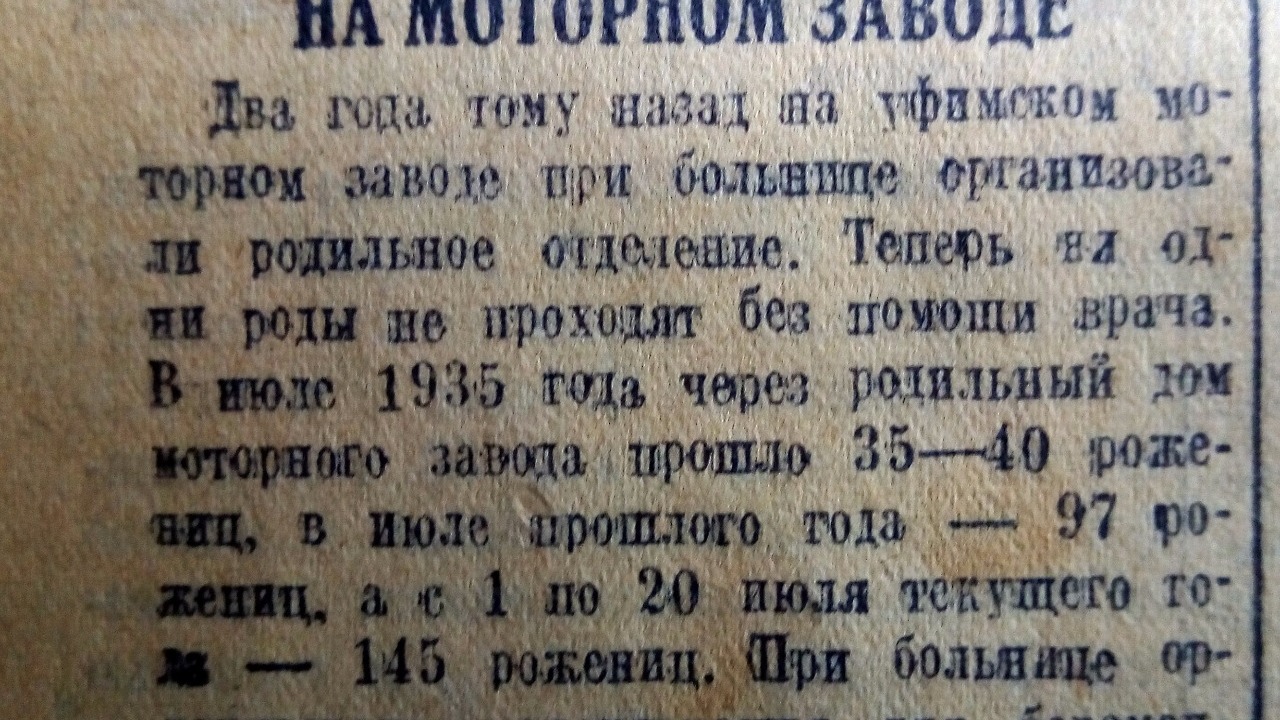 НА МОТОРНОМ ЗАВОДЕ
Два года тому назад на уфимском мо-
торном заводе при больнице организова-
ли родильное отделение. Теперь ни од-
ни роды не проходят без помощи врача.
В июле 1935 года через родильный дом
моторного завода прошло 35—40 роже-
ниц, в июле прошлого года — 97 ро-
жениц, а с 1 по 20 июля текущего го-
да — 145 рожениц. При больнице ор-